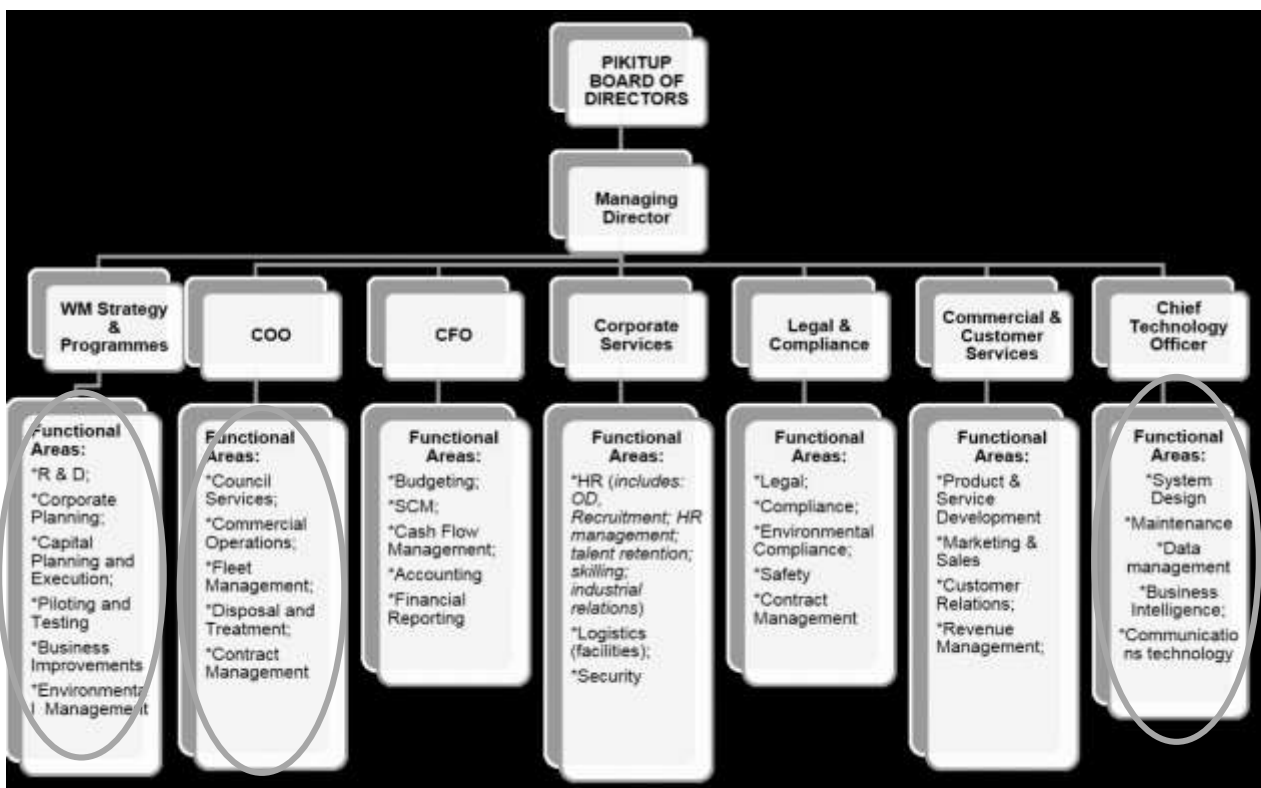 PIKITUP
BOARD OF
DIRECTORS
Managing
Director
WM Strategy
&
Programmes
COO
CFO
Corporate
Services
Legal &
Compliance
Commercial &
Customer
Services
Chief
Technology
Officer
Functional
Areas:
*R & D;
*Corporate
Planning;
*Capital
Planning and
Execution;
*Piloting and
Testing
*Business
Improvements
*Environmenta
l Management
Functional
Areas:
*Council
Services;
*Commercial
Operations;
*Fleet
Management;
*Disposal and
Treatment;
*Contract
Management
Functional
Areas:
*Budgeting;
*SCM;
*Cash Flow
Management;
*Accounting
*Financial
Reporting
Functional
Areas:
*HR (includes:
OD,
Recruitment; HR
management;
talent retention;
skilling;
industrial
relations)
*Logistics
(facilities);
*Security
Functional
Areas:
*Legal;
*Compliance;
*Environmental
Compliance;
*Safety
*Contract
Management
Functional
Areas:
*Product &
Service
Development
*Marketing &
Sales
*Customer
Relations;
*Revenue
Management;
Functional
Areas:
*System
Design
*Maintenance
*Data
management
*Business
Intelligence;
*Communicatio
ns technology